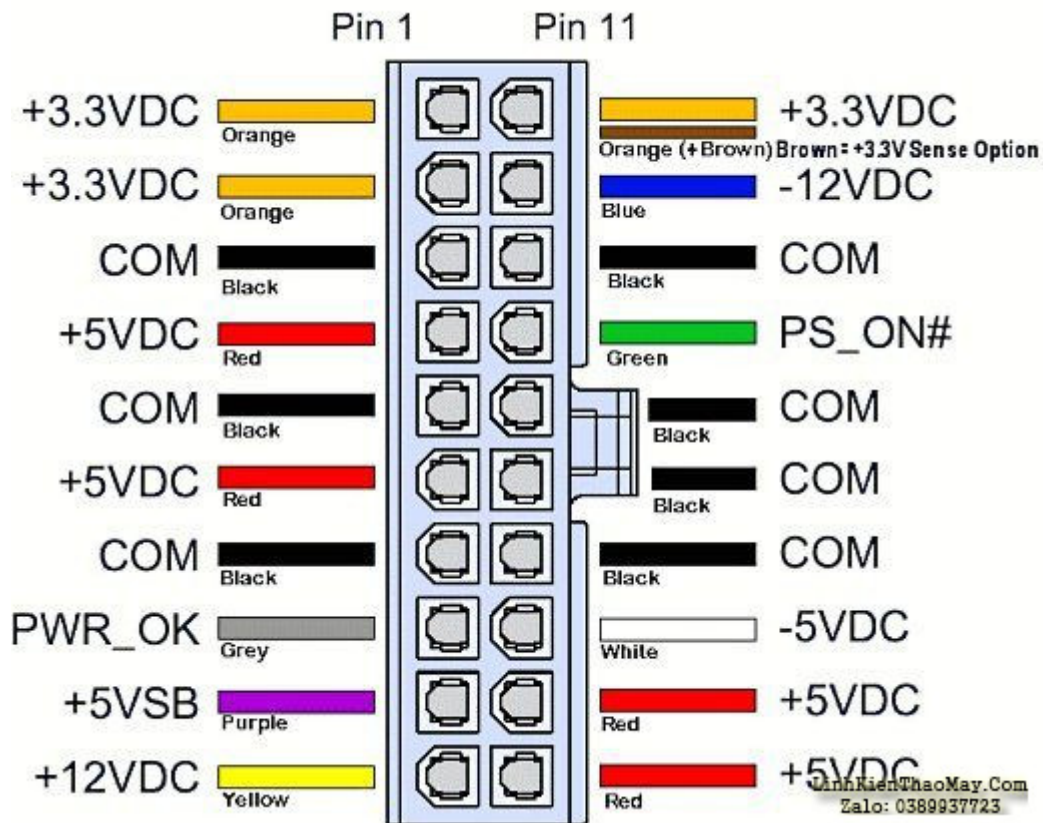 Pin 1 Pin 11
+3.3VDC Orange +3.3VDC
Orange (+Brown) Brown = +3.3V Sense Option
+3.3VDC Orange -12VDC Blue
COM Black COM Black
+5VDC Red PS_ON# Green
COM Black COM Black
+5VDC Red COM Black
COM Black COM Black
PWR_OK Grey -5VDC White
+5VSB Purple +5VDC Red
+12VDC Yellow +5VDC Red
LinhKienThaoMay.Com
Zalo: 0389937723